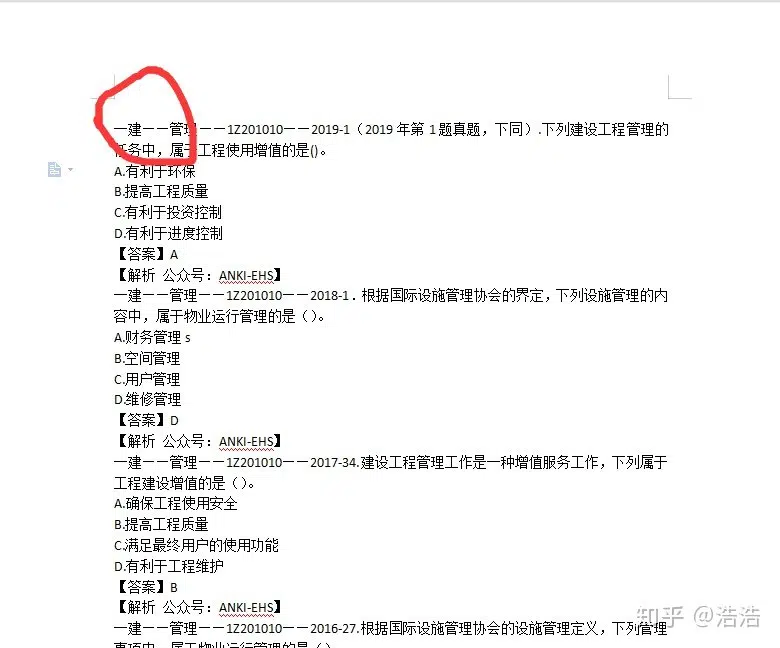 一建——管理——1Z201010——2019-1（2019年第1题真题，下同）.下列建设工程管理的
任务中，属于工程使用增值的是()。
A.有利于环保
B.提高工程质量
C.有利于投资控制
D.有利于进度控制
【答案】A
【解析 公众号：ANKI-EHS】
一建——管理——1Z201010——2018-1．根据国际设施管理协会的界定，下列设施管理的内
容中，属于物业运行管理的是（）。
A.财务管理 s
B.空间管理
C.用户管理
D.维修管理
【答案】D
【解析 公众号：ANKI-EHS】
一建——管理——1Z201010——2017-34.建设工程管理工作是一种增值服务工作，下列属于
工程建设增值的是（）。
A.确保工程使用安全
B.提高工程质量
C.满足最终用户的使用功能
D.有利于工程维护
【答案】B
【解析 公众号：ANKI-EHS】
一建——管理——1Z201010——2016-27.根据国际设施管理协会的设施管理定义，下列管理
事项中，属于物业运行管理的是（）。
知乎 @浩浩